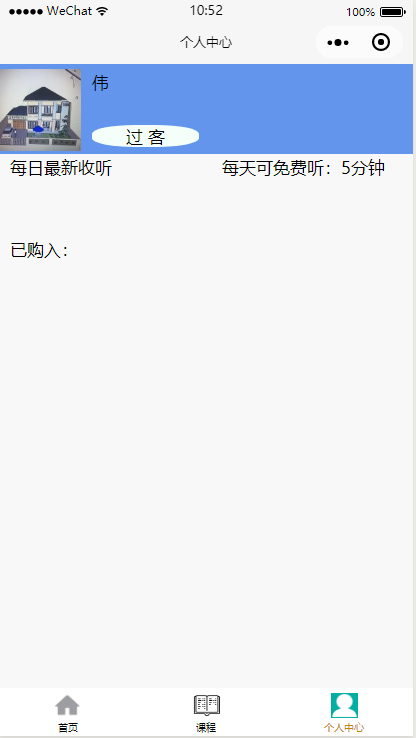 ●●●●● WeChat 10:52 100%
个人中心
伟
过 客
每日最新收听 每天可免费听：5分钟
已购入：
首页 课程 个人中心